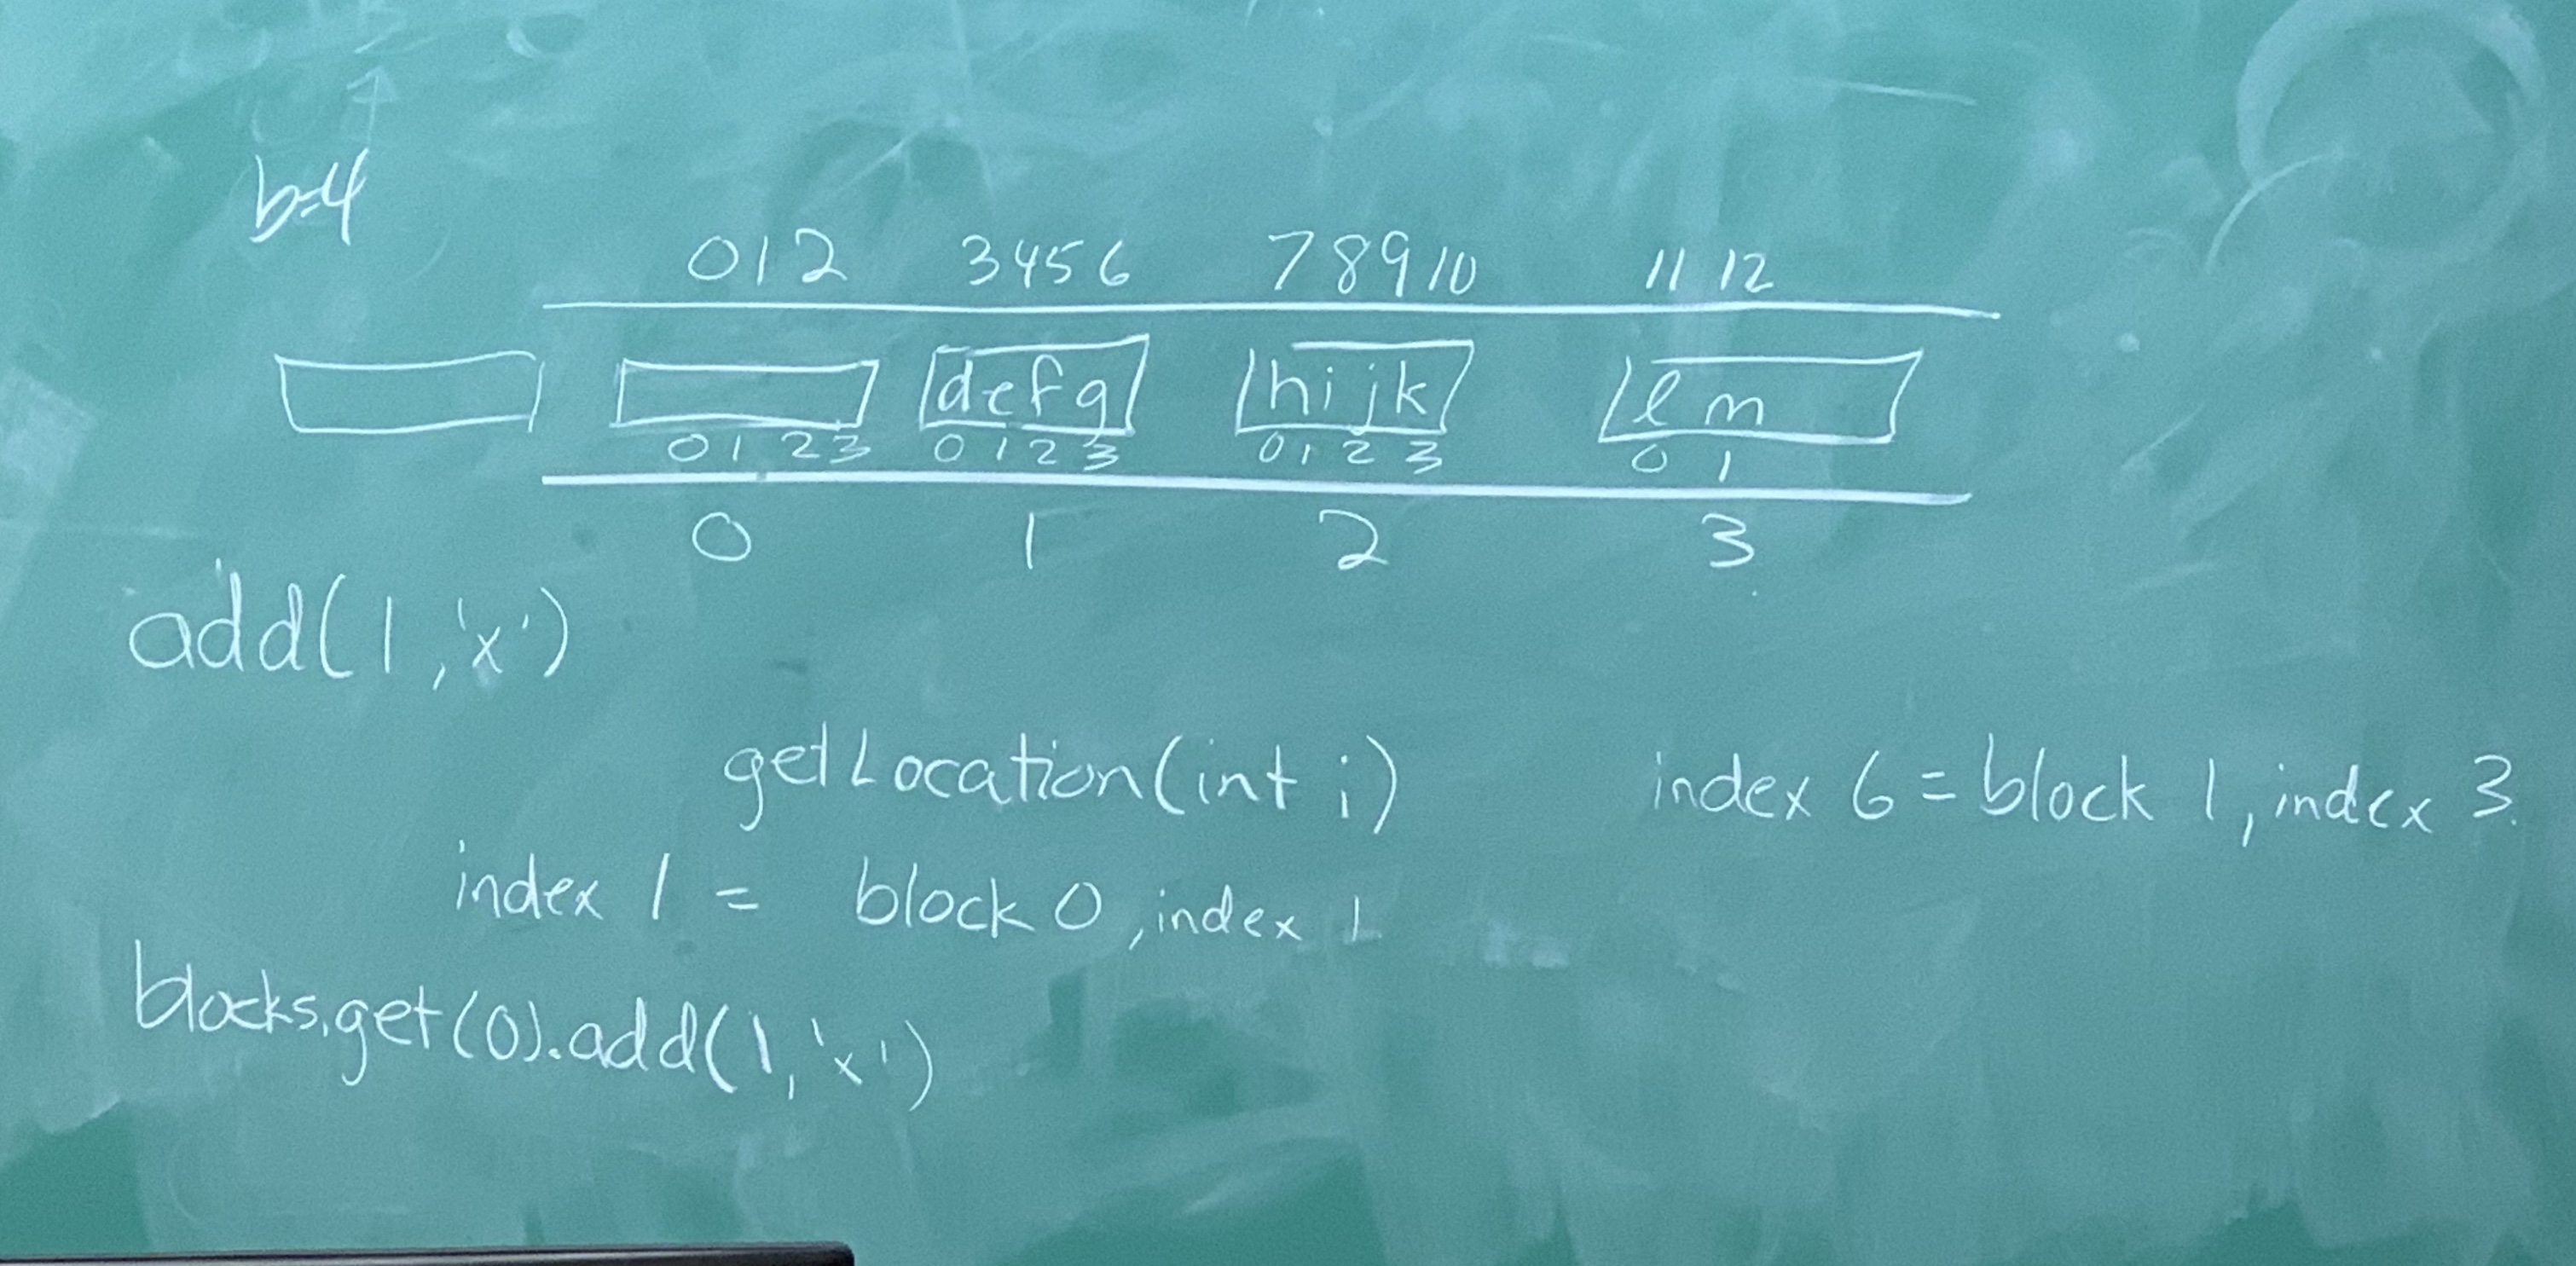 b=4
0 1 2 3 4 5 6 7 8 9 10 11 12
d e f g h i j k l m
0 1 2 3 0 1 2 3 0 1 2 3 0 1
0 1 2 3
add(1,'x')
getLocation(int i)
index 6 = block 1, index 3.
index 1 = block 0, index 1
blocks.get(0).add(1,'x')